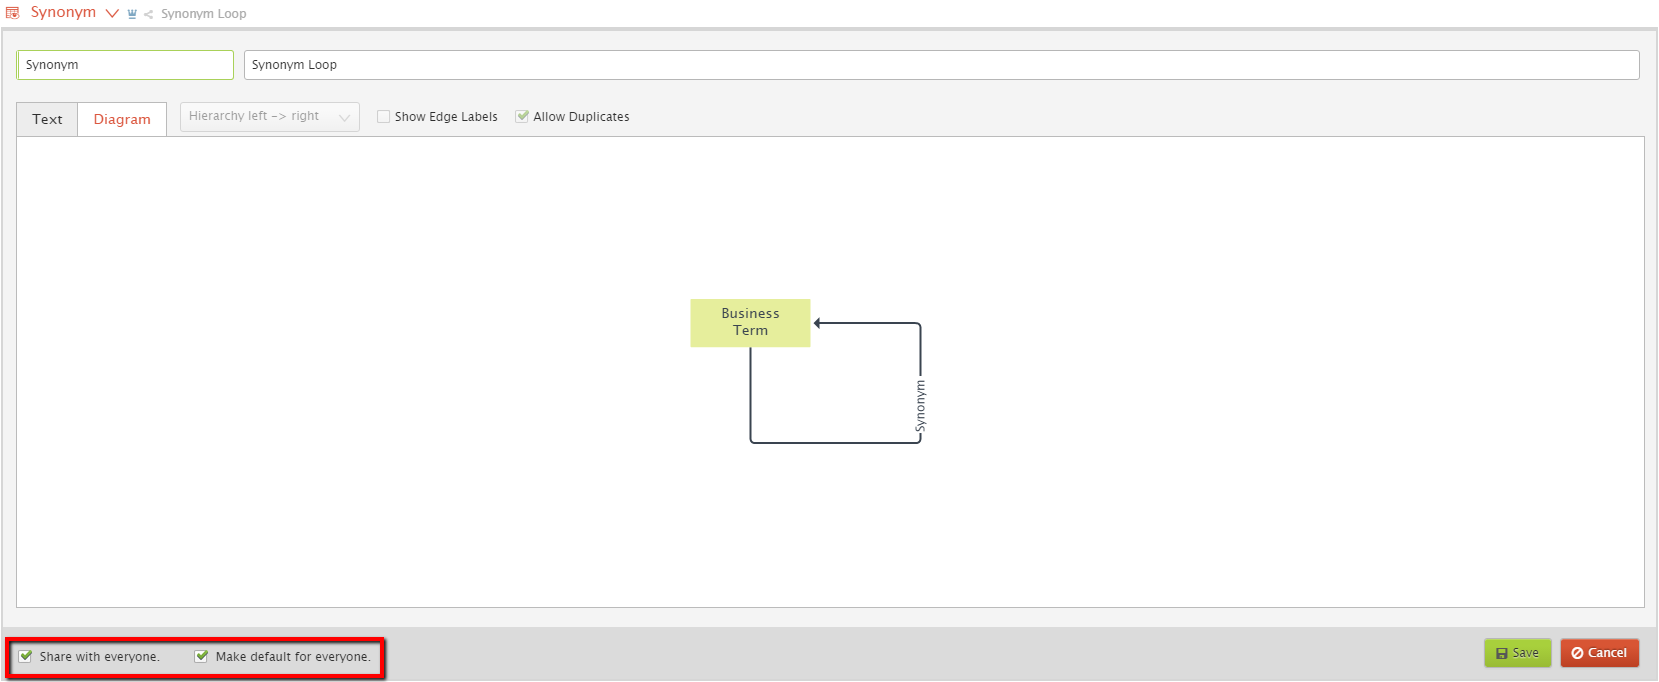 Synonym Synonym Loop
Synonym Synonym Loop
Text Diagram Hierarchy left -> right Show Edge Labels Allow Duplicates
Business
Term
Synonym
Share with everyone. Make default for everyone. Save Cancel